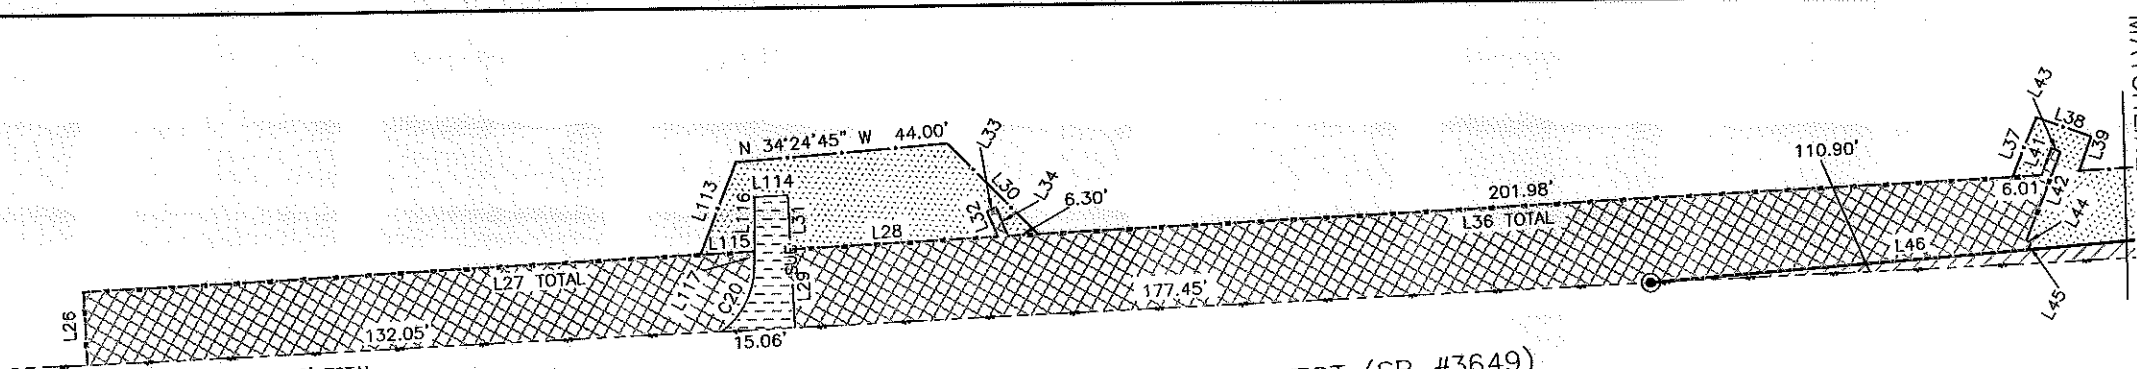 L26
L27 TOTAL
132.05'
L113
N 34°24'45" W 44.00'
L114
L116
L31
L115
L117
C20
SUE
L29
15.06'
L28
L32
L33
L30
L34
6.30'
177.45'
201.98'
L36 TOTAL
110.90'
L37
L41
L43
L38
L39
6.01
L42
L44
L46
L45
(SR #3649)